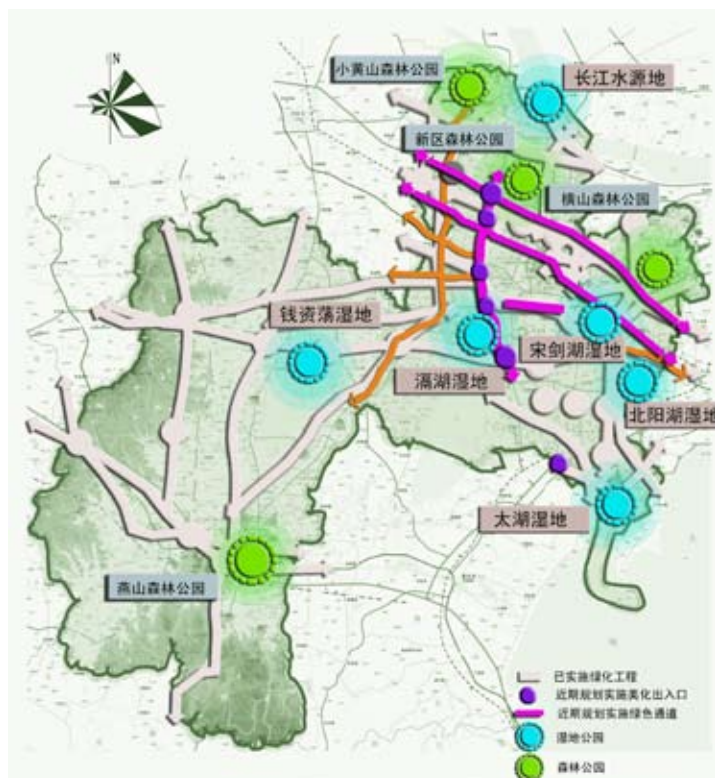 N
小黄山森林公园
长江水源地
新区森林公园
横山森林公园
钱资荡湿地
宋剑湖湿地
滆湖湿地
北阳湖湿地
太湖湿地
燕山森林公园
已实施绿化工程
近期规划实施美化出入口
近期规划实施绿色通道
湿地公园
森林公园